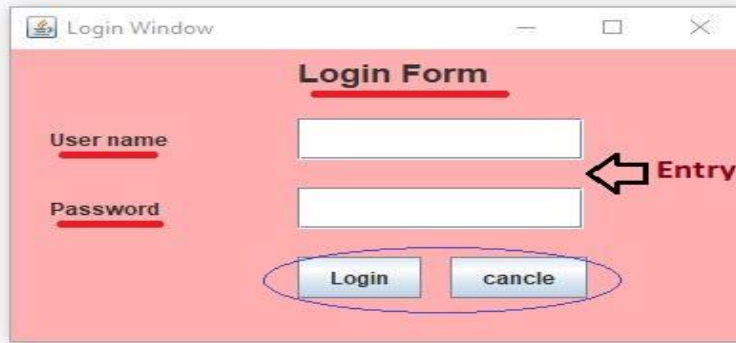 Login Window
Login Form
User name
Entry
Password
Login cancle